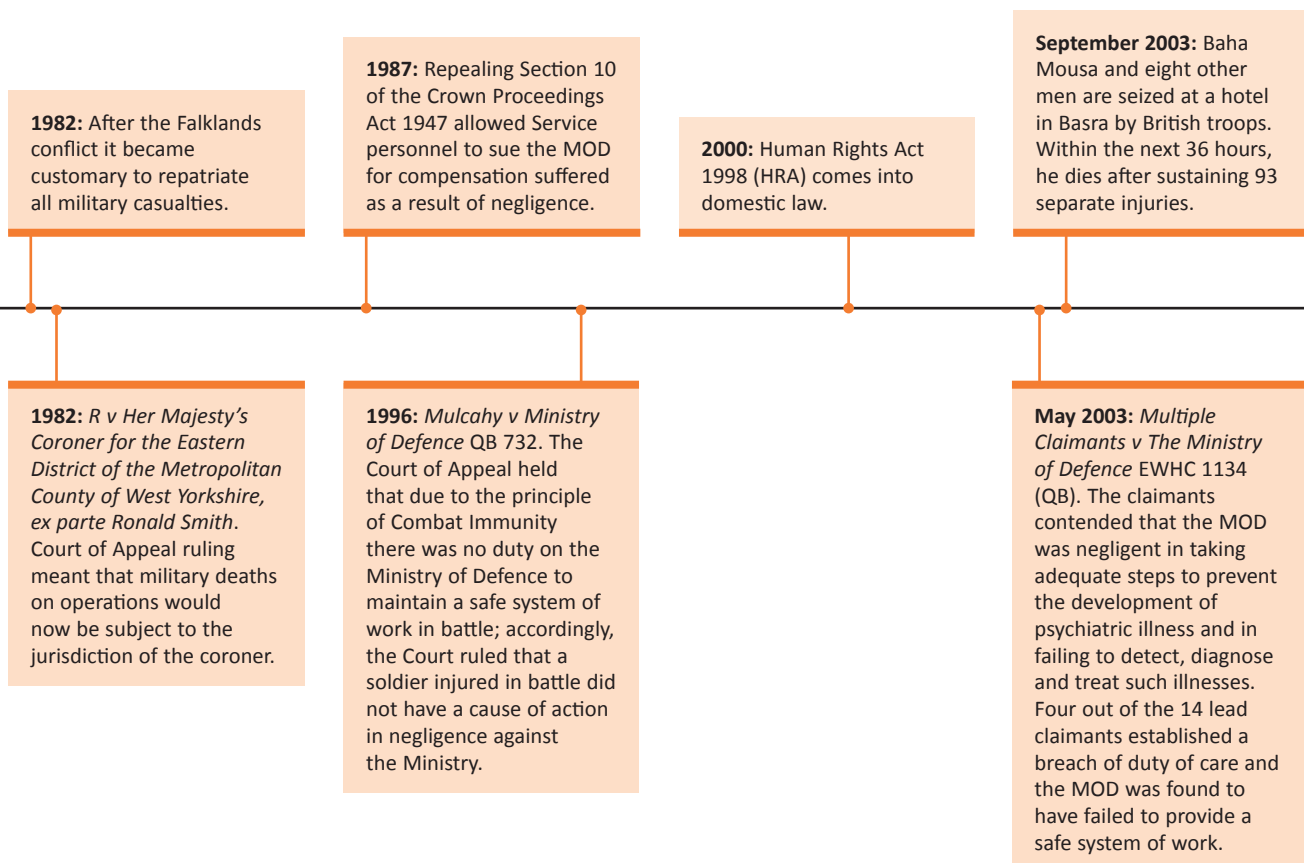 1982: After the Falklands
conflict it became
customary to repatriate
all military casualties.
1987: Repealing Section 10
of the Crown Proceedings
Act 1947 allowed Service
personnel to sue the MOD
for compensation suffered
as a result of negligence.
2000: Human Rights Act
1998 (HRA) comes into
domestic law.
September 2003: Baha
Mousa and eight other
men are seized at a hotel
in Basra by British troops.
Within the next 36 hours,
he dies after sustaining 93
separate injuries.
1982: R v Her Majesty’s
Coroner for the Eastern
District of the Metropolitan
County of West Yorkshire,
ex parte Ronald Smith.
Court of Appeal ruling
meant that military deaths
on operations would
now be subject to the
jurisdiction of the coroner.
1996: Mulcahy v Ministry
of Defence QB 732. The
Court of Appeal held
that due to the principle
of Combat Immunity
there was no duty on the
Ministry of Defence to
maintain a safe system of
work in battle; accordingly,
the Court ruled that a
soldier injured in battle did
not have a cause of action
in negligence against
the Ministry.
May 2003: Multiple
Claimants v The Ministry
of Defence EWHC 1134
(QB). The claimants
contended that the MOD
was negligent in taking
adequate steps to prevent
the development of
psychiatric illness and in
failing to detect, diagnose
and treat such illnesses.
Four out of the 14 lead
claimants established a
breach of duty of care and
the MOD was found to
have failed to provide a
safe system of work.